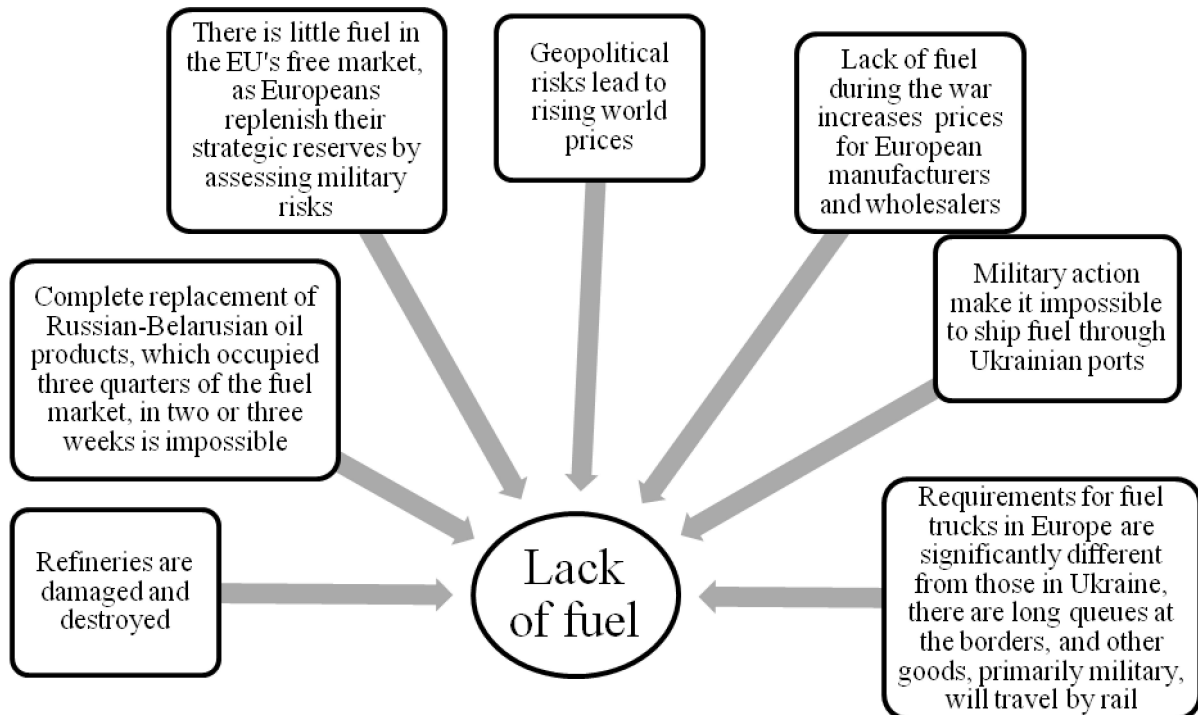 There is little fuel in
the EU's free market,
as Europeans
replenish their
strategic reserves by
assessing military
risks
Geopolitical
risks lead to
rising world
prices
Lack of fuel
during the war
increases prices
for European
manufacturers
and wholesalers
Military action
make it impossible
to ship fuel through
Ukrainian ports
Complete replacement of
Russian-Belarusian oil
products, which occupied
three quarters of the fuel
market, in two or three
weeks is impossible
Refineries are
damaged and
destroyed
Lack
of fuel
Requirements for fuel
trucks in Europe are
significantly different
from those in Ukraine,
there are long queues at
the borders, and other
goods, primarily military,
will travel by rail